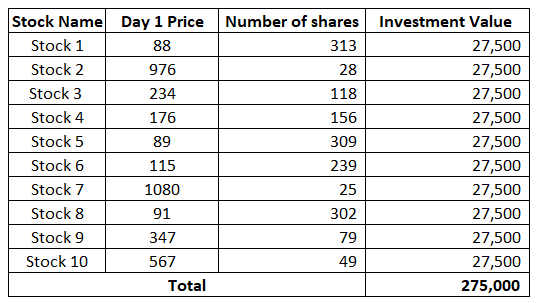 Stock Name Day 1 Price Number of shares Investment Value
Stock 1 88 313 27,500
Stock 2 976 28 27,500
Stock 3 234 118 27,500
Stock 4 176 156 27,500
Stock 5 89 309 27,500
Stock 6 115 239 27,500
Stock 7 1080 25 27,500
Stock 8 91 302 27,500
Stock 9 347 79 27,500
Stock 10 567 49 27,500
Total 275,000